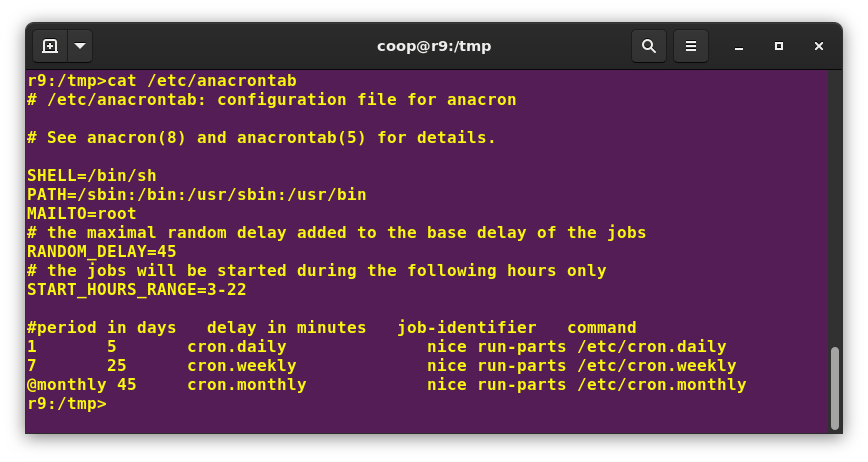 coop@r9:/tmp
r9:/tmp>cat /etc/anacrontab
# /etc/anacrontab: configuration file for anacron
# See anacron(8) and anacrontab(5) for details.
SHELL=/bin/sh
PATH=/sbin:/bin:/usr/sbin:/usr/bin
MAILTO=root
# the maximal random delay added to the base delay of the jobs
RANDOM_DELAY=45
# the jobs will be started during the following hours only
START_HOURS_RANGE=3-22
#period in days   delay in minutes   job-identifier   command
1       5       cron.daily              nice run-parts /etc/cron.daily
7       25      cron.weekly             nice run-parts /etc/cron.weekly
@monthly 45     cron.monthly            nice run-parts /etc/cron.monthly
r9:/tmp>